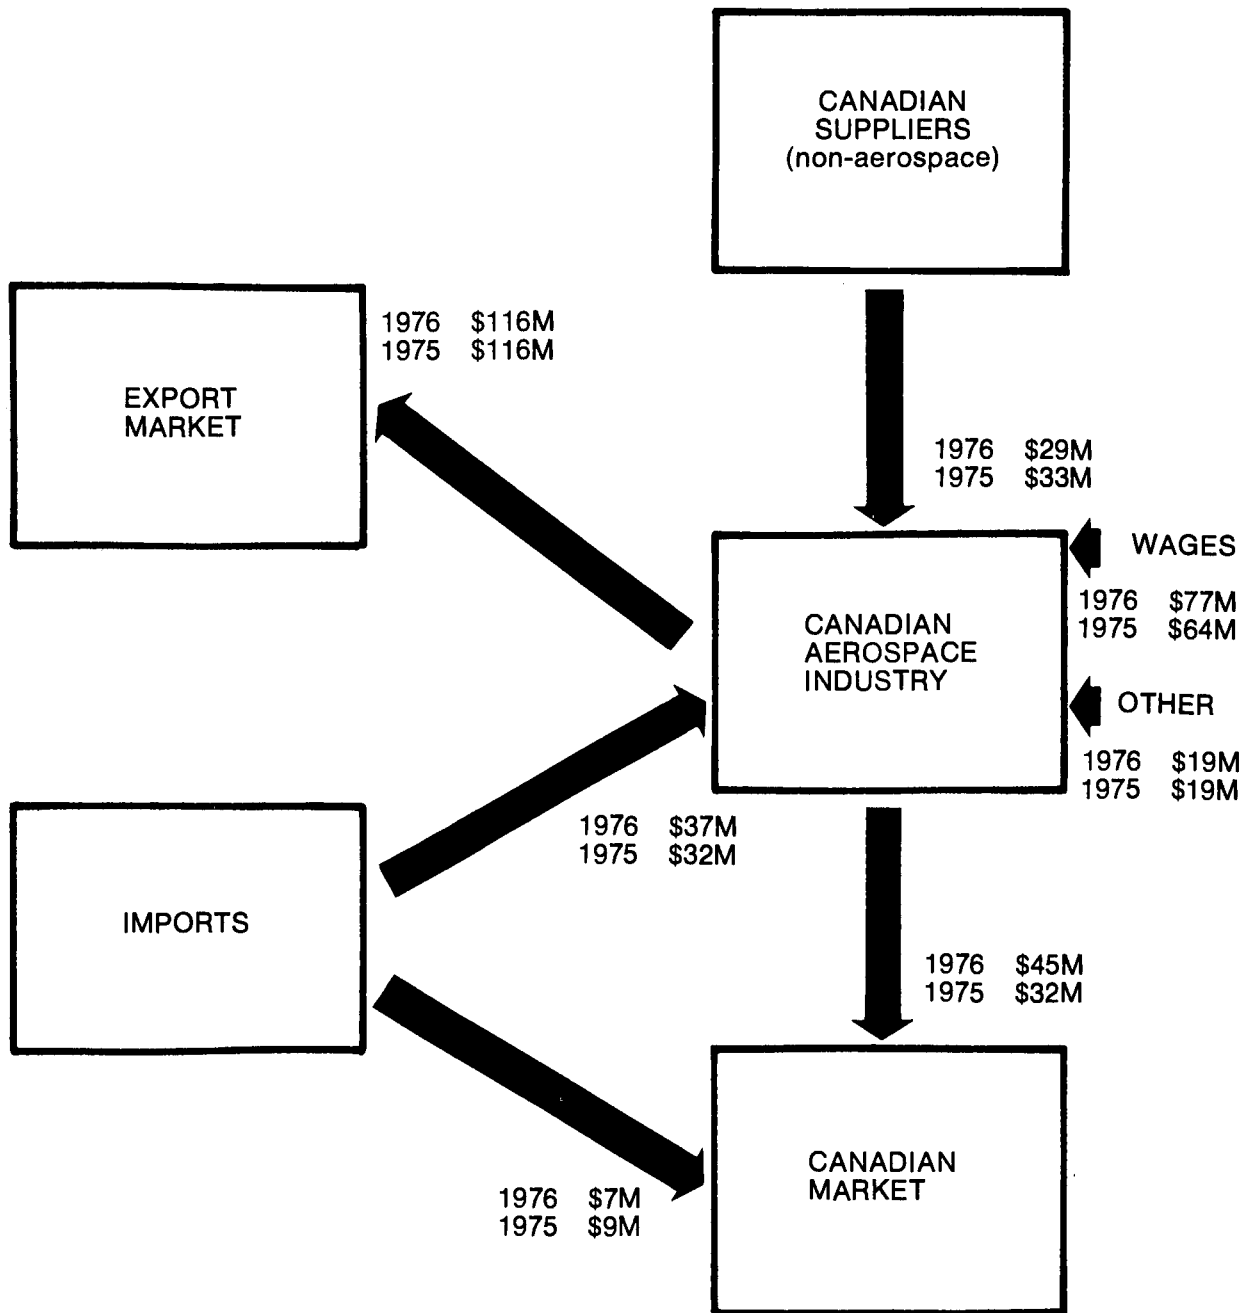 CANADIAN
SUPPLIERS
(non-aerospace)
1976 $116M
1975 $116M
EXPORT
MARKET
1976 $29M
1975 $33M
WAGES
1976 $77M
1975 $64M
CANADIAN
AEROSPACE
INDUSTRY
OTHER
1976 $19M
1975 $19M
1976 $37M
1975 $32M
IMPORTS
1976 $45M
1975 $32M
CANADIAN
MARKET
1976 $7M
1975 $9M